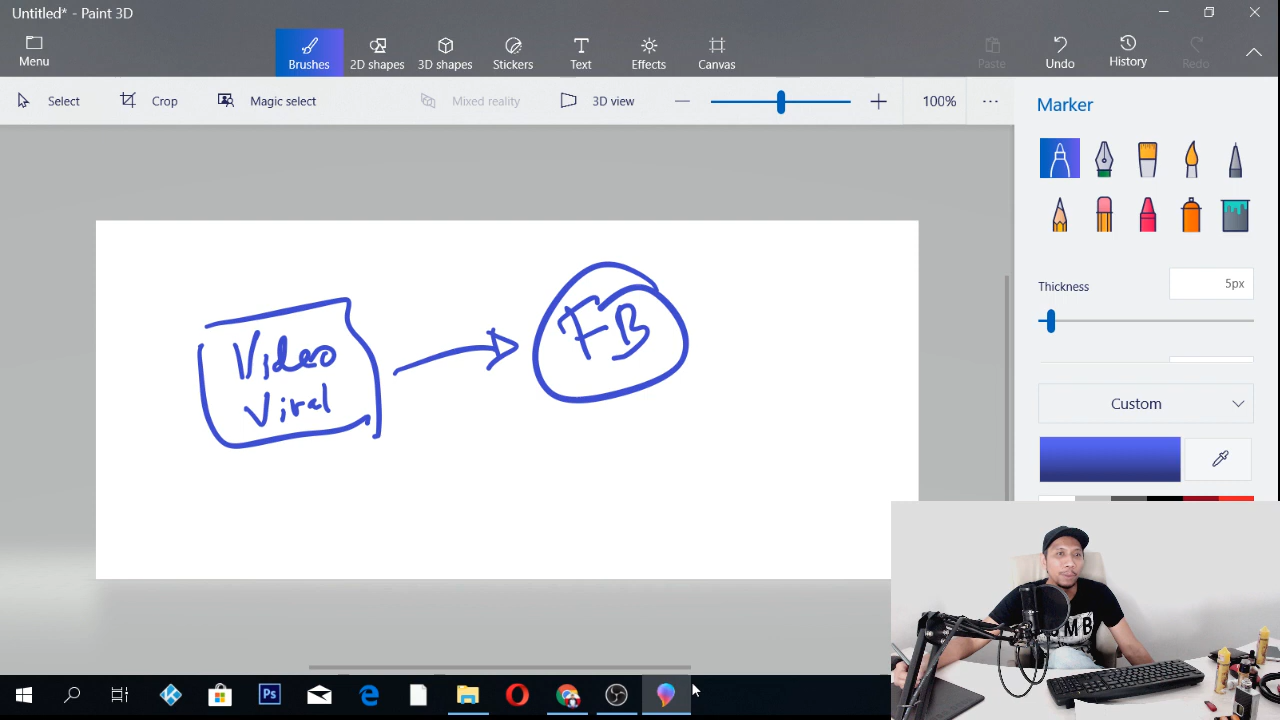 Untitled* - Paint 3D
Menu
Brushes
2D shapes
3D shapes
Stickers
Text
Effects
Canvas
Paste
Undo
History
Redo
Select
Crop
Magic select
Mixed reality
3D view
100%
Marker
Thickness
5px
Custom
Video
Viral
FB
Ps